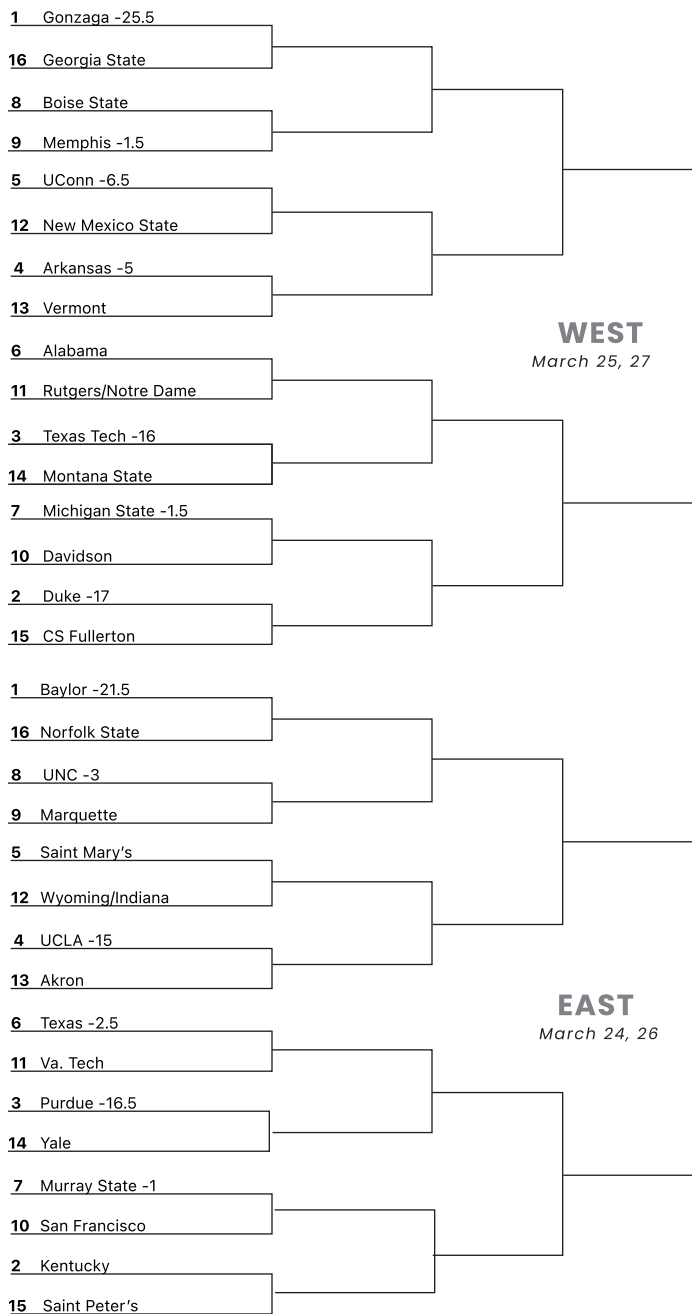 1 Gonzaga -25.5
16 Georgia State
8 Boise State
9 Memphis -1.5
5 UConn -6.5
12 New Mexico State
4 Arkansas -5
13 Vermont
WEST
March 25, 27
6 Alabama
11 Rutgers/Notre Dame
3 Texas Tech -16
14 Montana State
7 Michigan State -1.5
10 Davidson
2 Duke -17
15 CS Fullerton
1 Baylor -21.5
16 Norfolk State
8 UNC -3
9 Marquette
5 Saint Mary's
12 Wyoming/Indiana
4 UCLA -15
13 Akron
EAST
March 24, 26
6 Texas -2.5
11 Va. Tech
3 Purdue -16.5
14 Yale
7 Murray State -1
10 San Francisco
2 Kentucky
15 Saint Peter's